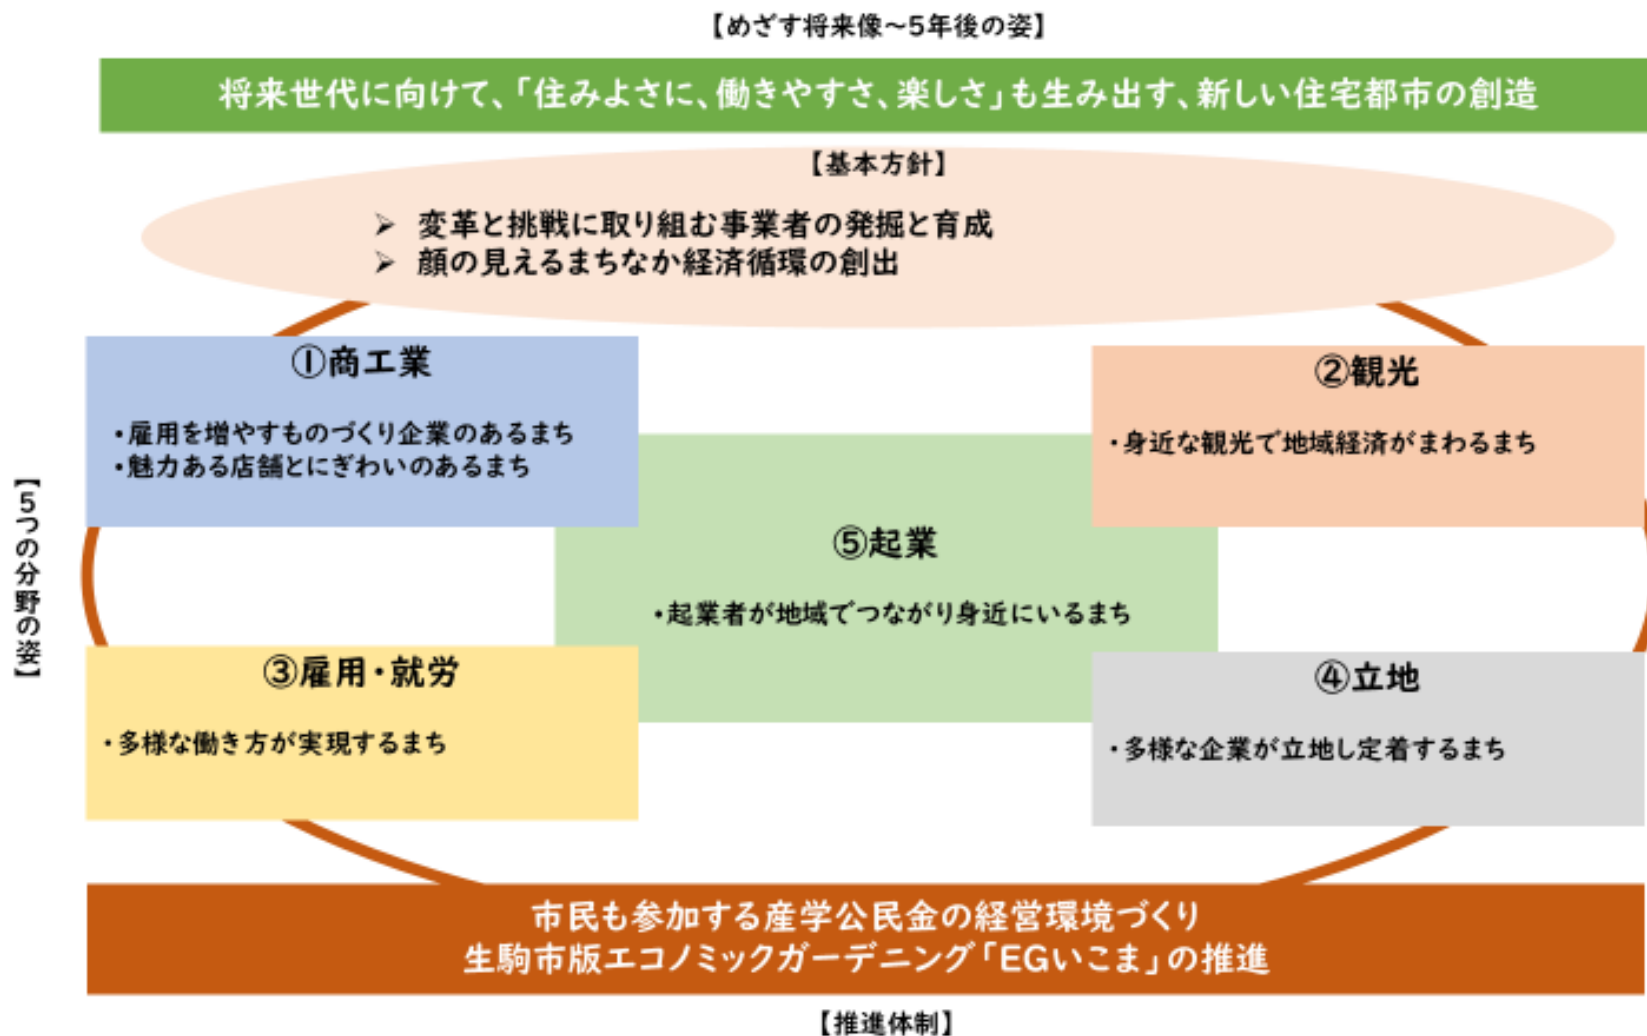 【めざす将来像～5年後の姿】
将来世代に向けて、「住みよさに、働きやすさ、楽しさ」も生み出す、新しい住宅都市の創造
【基本方針】
➢ 変革と挑戦に取り組む事業者の発掘と育成
➢ 顔の見えるまちなか経済循環の創出
【5つの分野の姿】
①商工業
・雇用を増やすものづくり企業のあるまち
・魅力ある店舗とにぎわいのあるまち
②観光
・身近な観光で地域経済がまわるまち
⑤起業
・起業者が地域でつながり身近にいるまち
③雇用・就労
・多様な働き方が実現するまち
④立地
・多様な企業が立地し定着するまち
市民も参加する産学公民金の経営環境づくり
生駒市版エコノミックガーデニング「EGいこま」の推進
【推進体制】